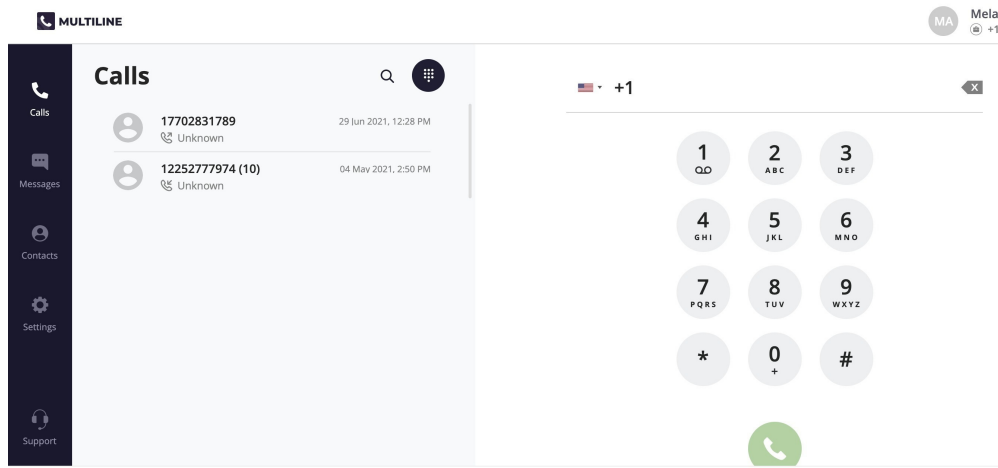 MULTILINE
MA
Mela
+1
Calls
Messages
Contacts
Settings
Support
Calls
17702831789
29 Jun 2021, 12:28 PM
Unknown
12252777974 (10)
04 May 2021, 2:50 PM
Unknown
+1
X
1
2
ABC
3
DEF
4
GHI
5
JKL
6
MNO
7
PQRS
8
TUV
9
WXYZ
*
0
+
#